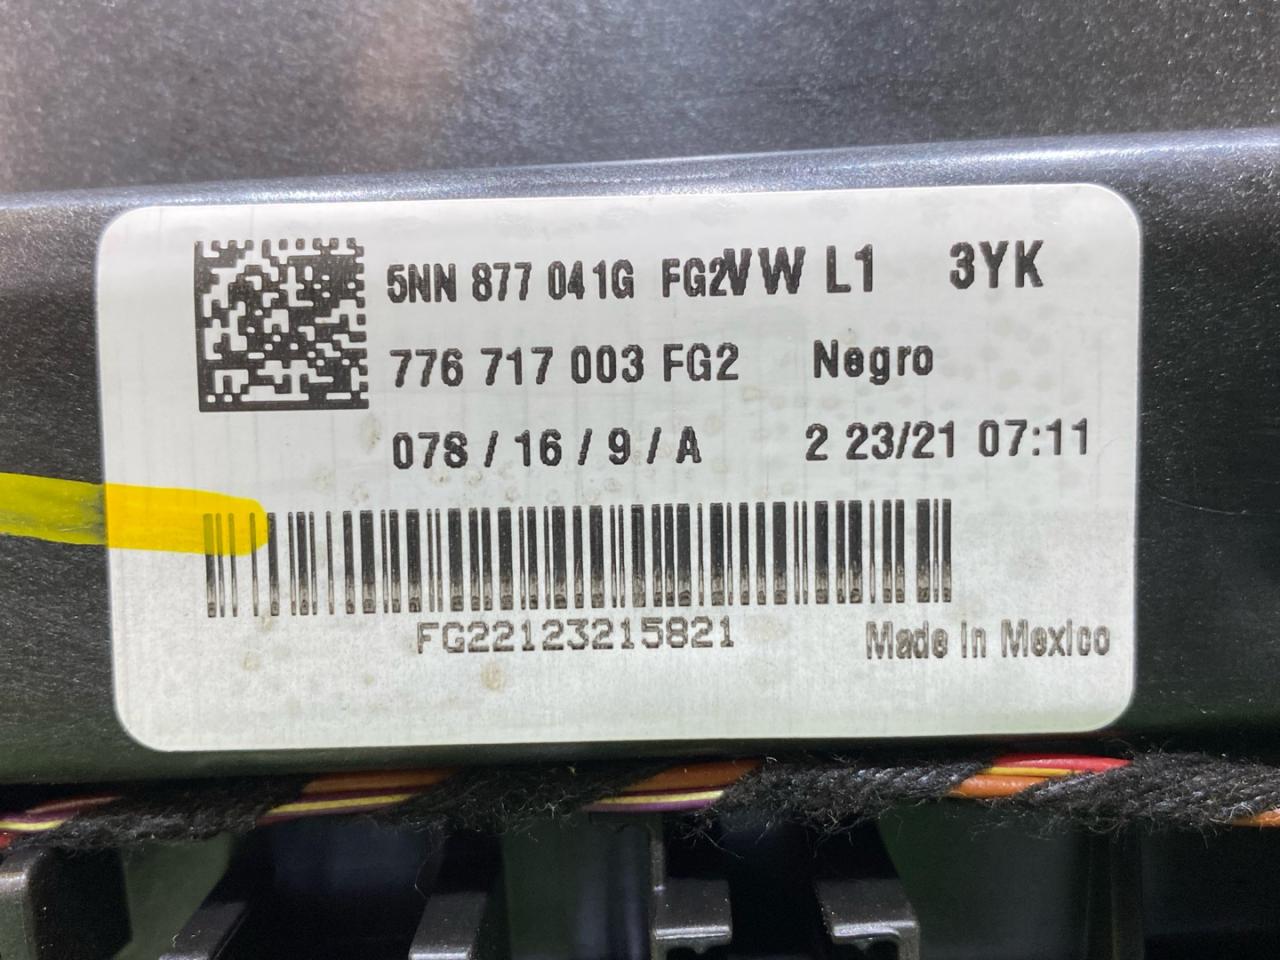 5NN 877 041G FG2VW L1 3YK
776 717 003 FG2 Negro
078 / 16 / 9 / A 2 23/21 07:11
FG22123215821
Made in Mexico